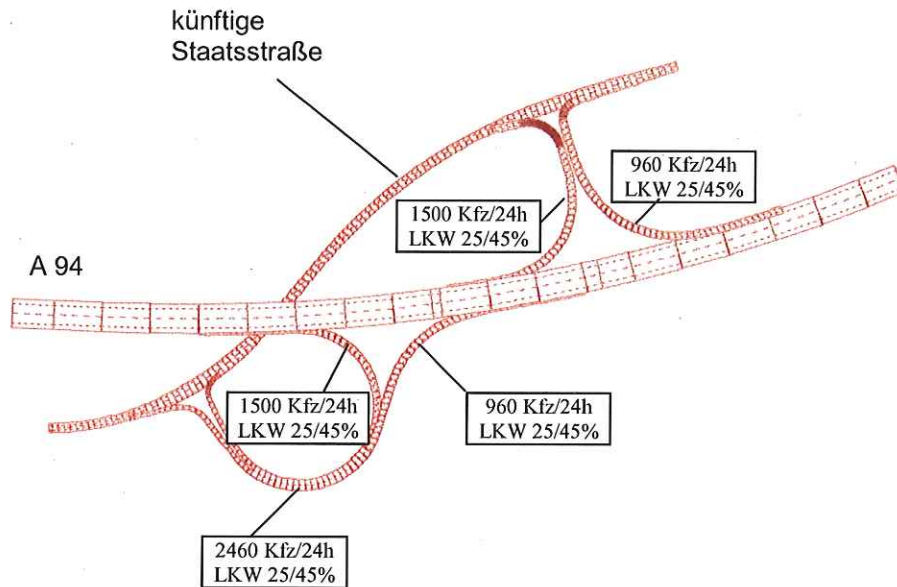 künftige
Staatsstraße
960 Kfz/24h
LKW 25/45%
1500 Kfz/24h
LKW 25/45%
A 94
1500 Kfz/24h
LKW 25/45%
960 Kfz/24h
LKW 25/45%
2460 Kfz/24h
LKW 25/45%